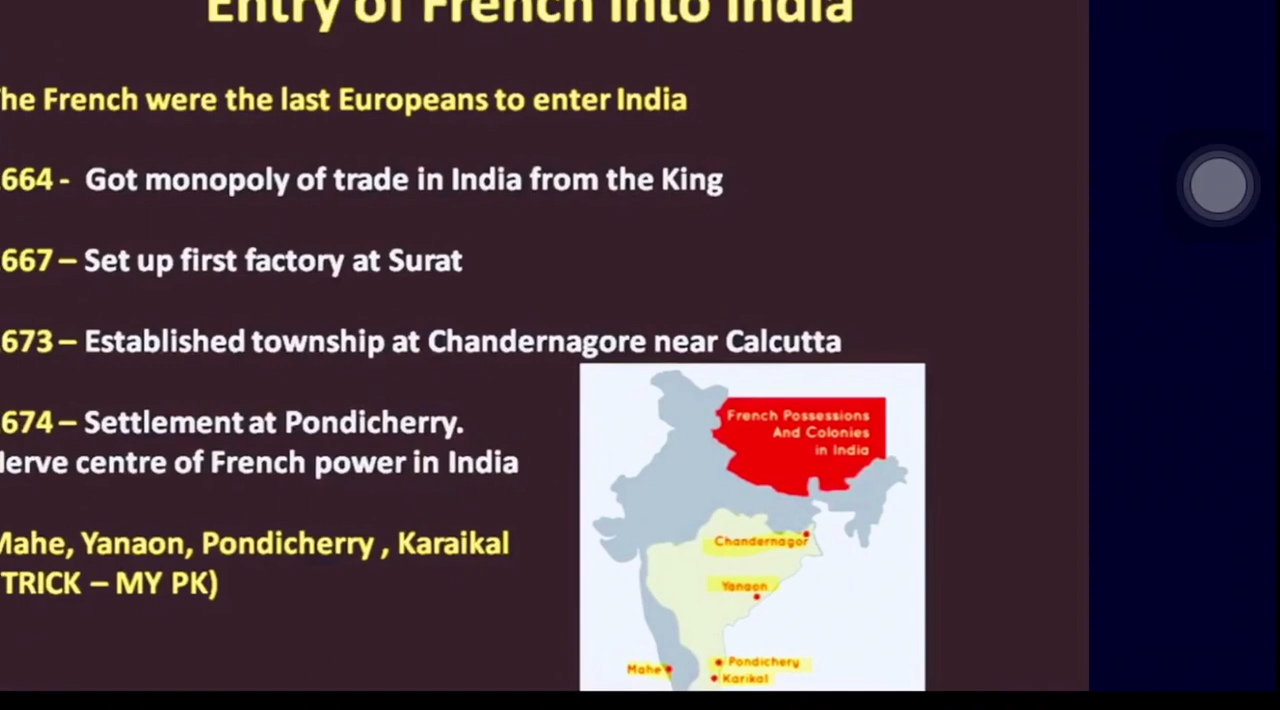 Entry of French into India
he French were the last Europeans to enter India
664 - Got monopoly of trade in India from the King
667 – Set up first factory at Surat
673 – Established township at Chandernagore near Calcutta
674 – Settlement at Pondicherry.
erve centre of French power in India
Mahe, Yanaon, Pondicherry , Karaikal
TRICK – MY PK)
French Possessions
And Colonies
in India
Chandernagor
Yanaon
Mahe
Pondichery
Karikal